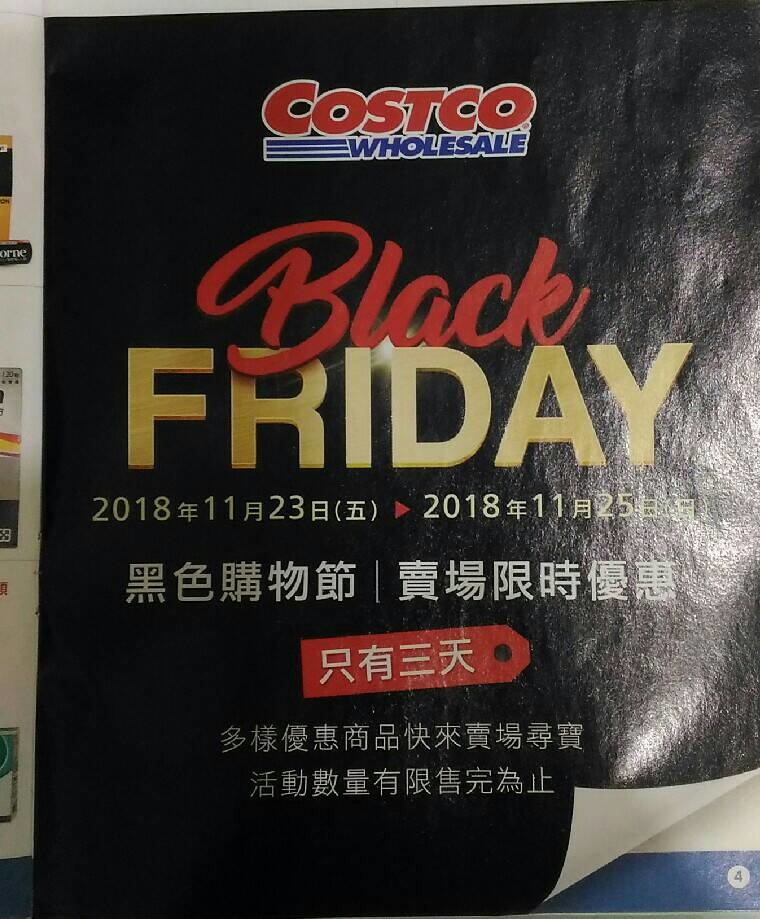 COSTCO
WHOLESALE
Black
FRIDAY
2018年11月23日(五) ▶ 2018年11月25日(日)
黑色購物節｜賣場限時優惠
只有三天
多樣優惠商品快來賣場尋寶
活動數量有限售完為止
4
orne